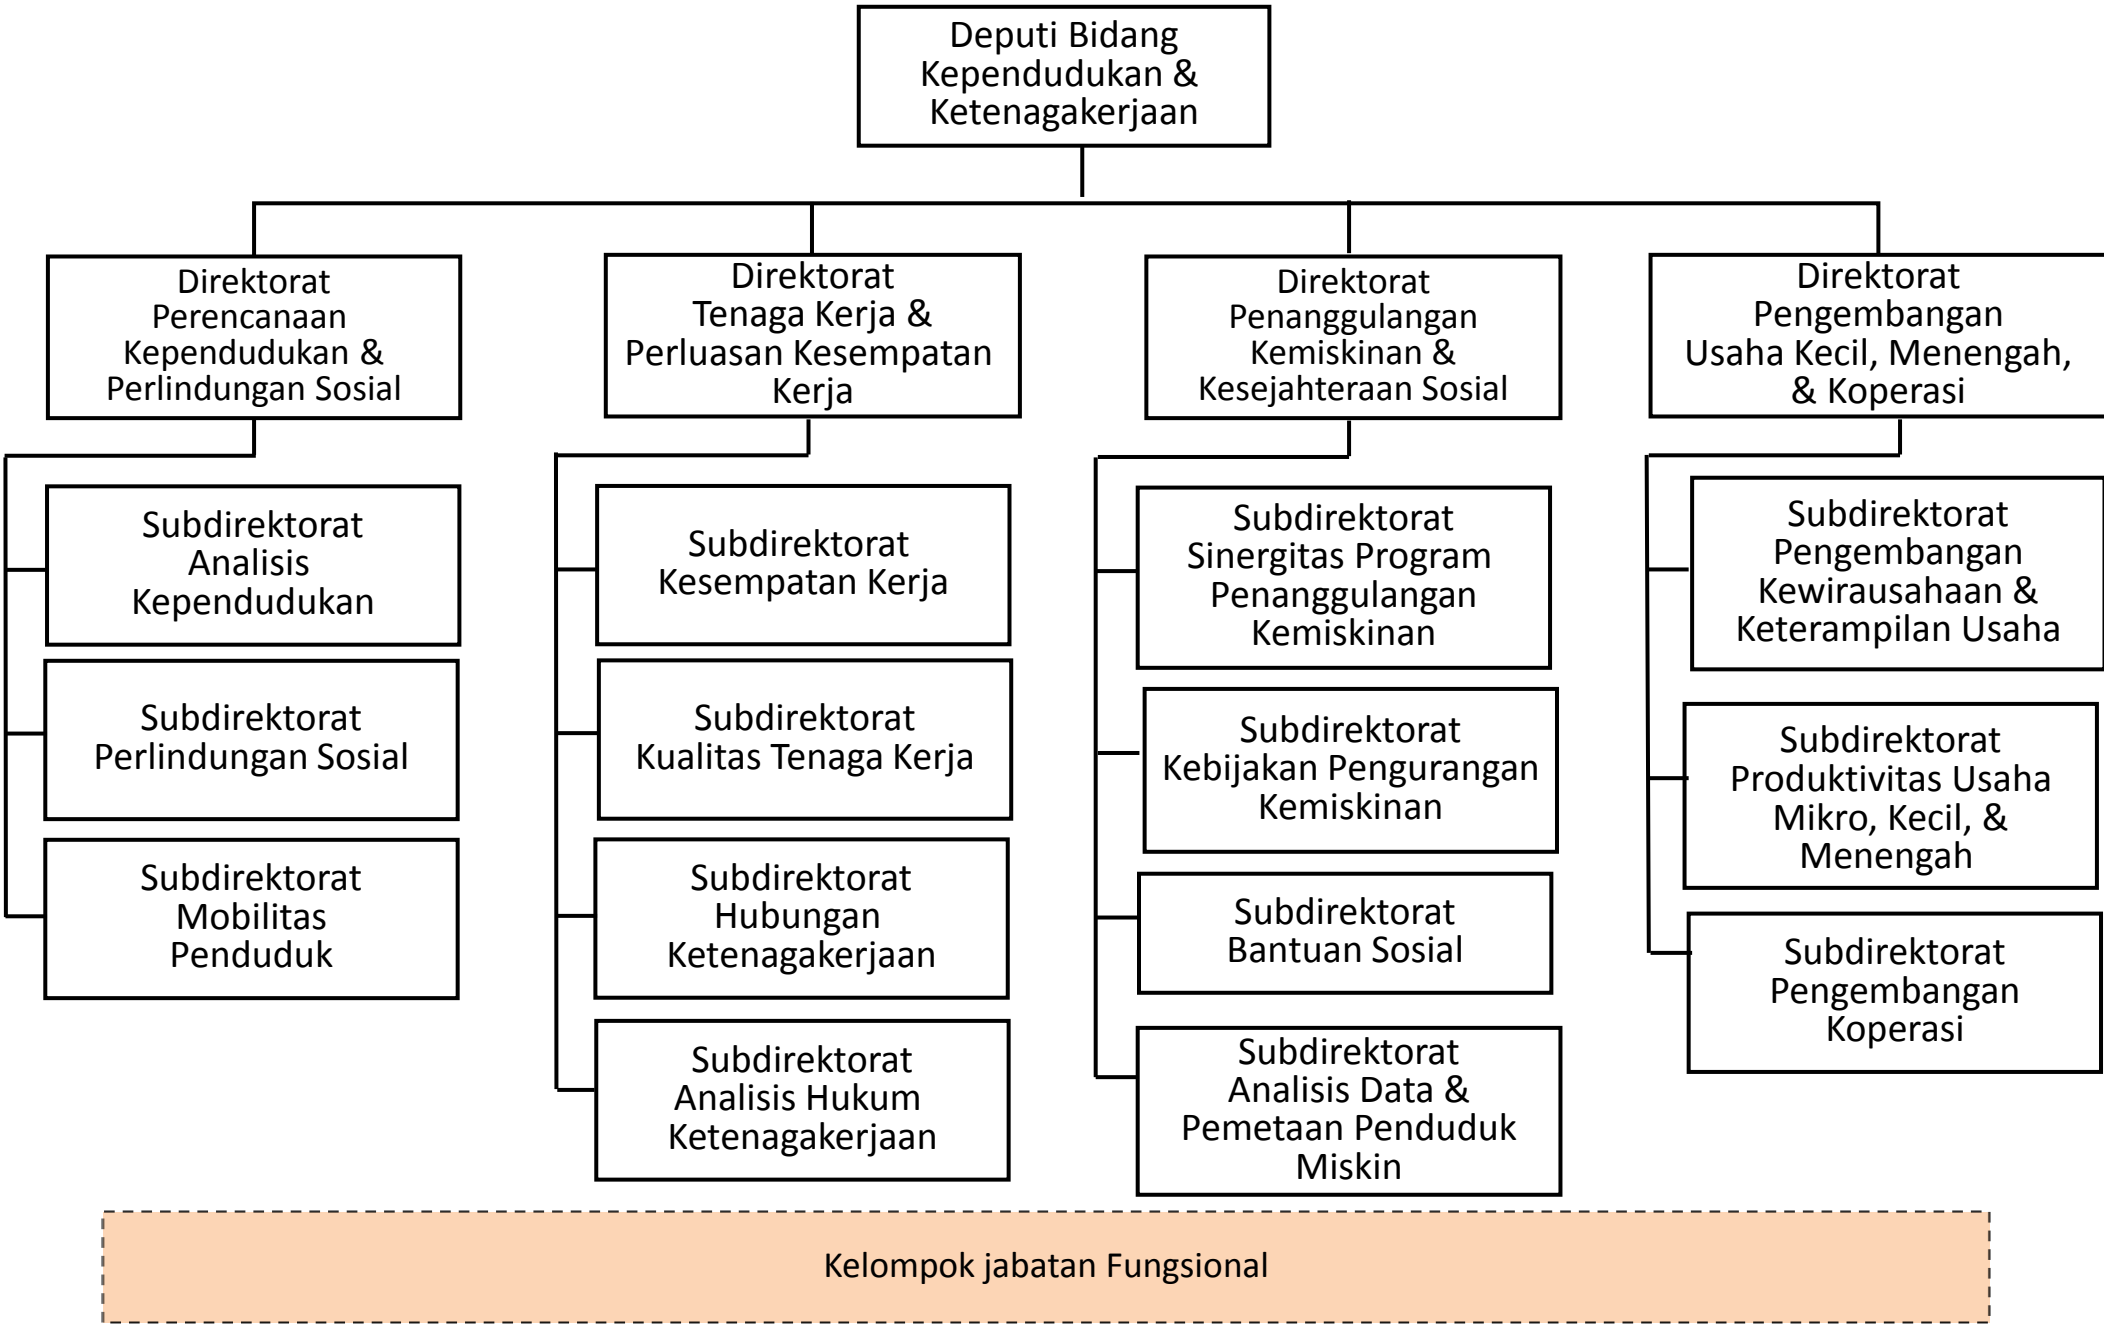 Deputi Bidang
Kependudukan &
Ketenagakerjaan
Direktorat
Perencanaan
Kependudukan &
Perlindungan Sosial
Direktorat
Tenaga Kerja &
Perluasan Kesempatan
Kerja
Direktorat
Penanggulangan
Kemiskinan &
Kesejahteraan Sosial
Direktorat
Pengembangan
Usaha Kecil, Menengah,
& Koperasi
Subdirektorat
Analisis
Kependudukan
Subdirektorat
Perlindungan Sosial
Subdirektorat
Mobilitas
Penduduk
Subdirektorat
Kesempatan Kerja
Subdirektorat
Kualitas Tenaga Kerja
Subdirektorat
Hubungan
Ketenagakerjaan
Subdirektorat
Analisis Hukum
Ketenagakerjaan
Subdirektorat
Sinergitas Program
Penanggulangan
Kemiskinan
Subdirektorat
Kebijakan Pengurangan
Kemiskinan
Subdirektorat
Bantuan Sosial
Subdirektorat
Analisis Data &
Pemetaan Penduduk
Miskin
Subdirektorat
Pengembangan
Kewirausahaan &
Keterampilan Usaha
Subdirektorat
Produktivitas Usaha
Mikro, Kecil, &
Menengah
Subdirektorat
Pengembangan
Koperasi
Kelompok jabatan Fungsional